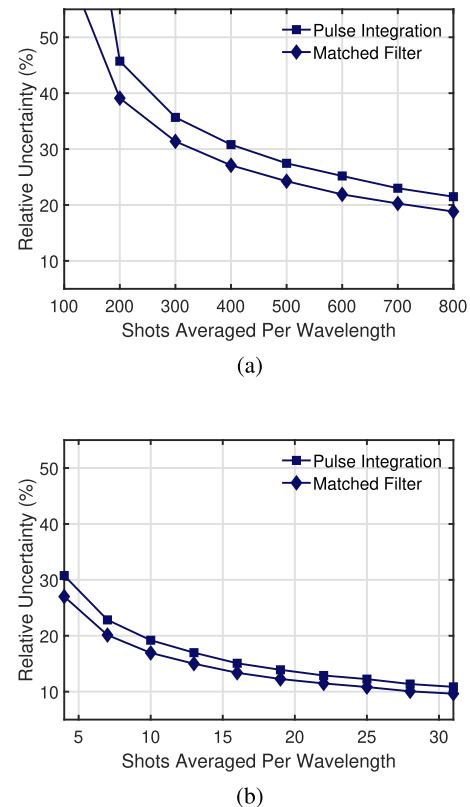 50
40
30
20
10
Relative Uncertainty (%)
Pulse Integration
Matched Filter
100 200 300 400 500 600 700 800
Shots Averaged Per Wavelength
(a)
50
40
30
20
10
Relative Uncertainty (%)
Pulse Integration
Matched Filter
5 10 15 20 25 30
Shots Averaged Per Wavelength
(b)